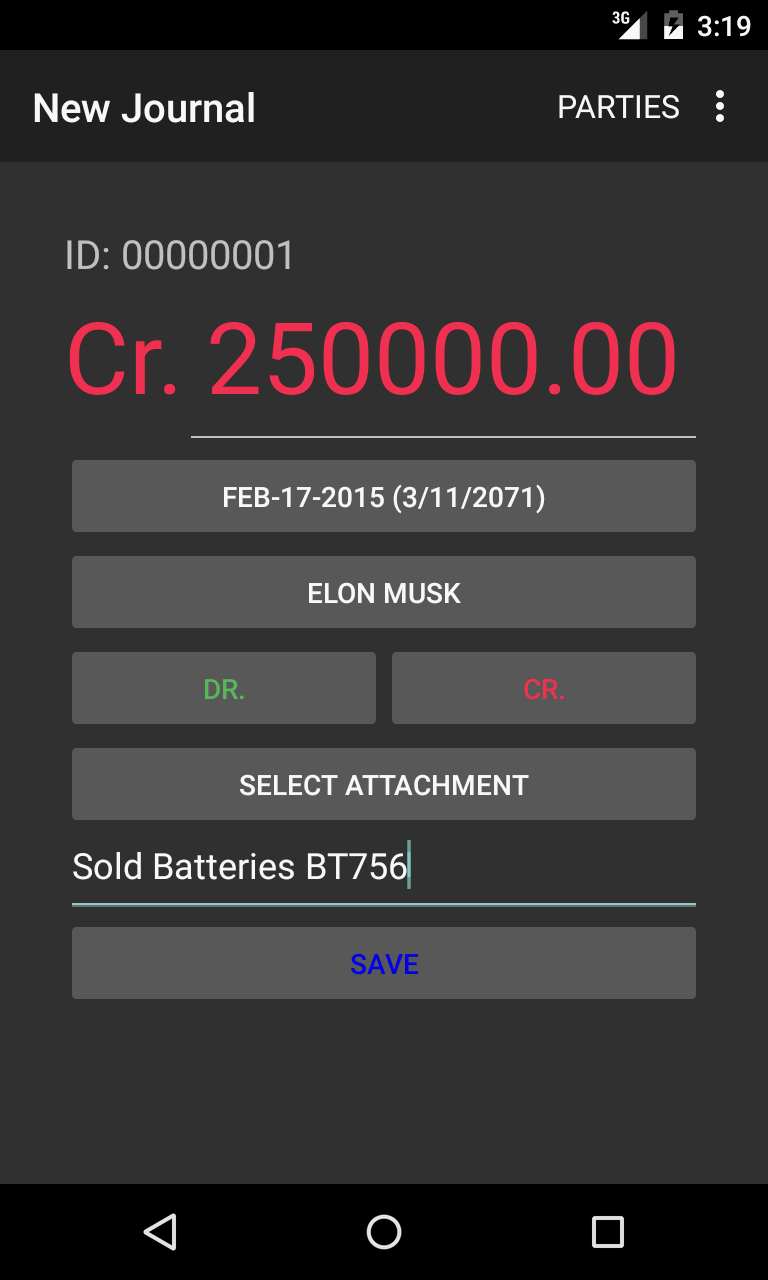 3G 3:19
New Journal PARTIES
ID: 00000001
Cr. 250000.00
FEB-17-2015 (3/11/2071)
ELON MUSK
DR. CR.
SELECT ATTACHMENT
Sold Batteries BT756
SAVE